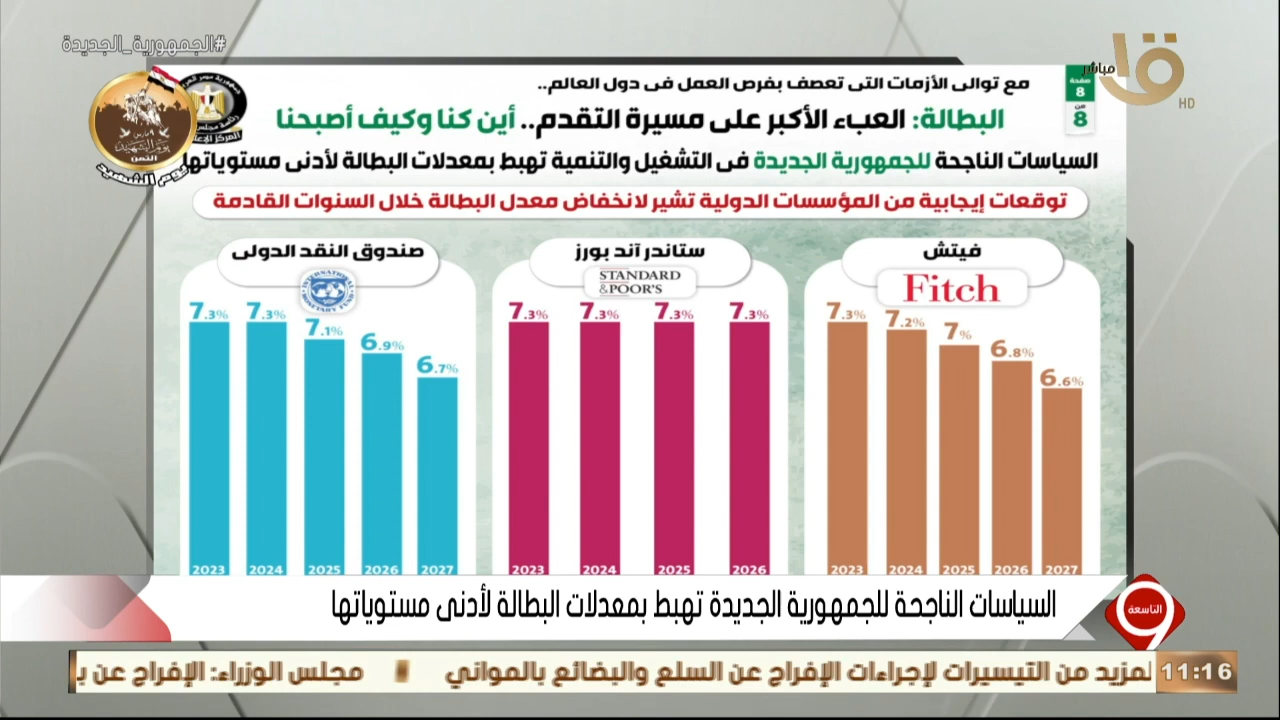 #الجمهورية_الجديدة
مباشر
HD
صفحة
8
من
8
مع توالى الأزمات التى تعصف بفرص العمل فى دول العالم..
البطالة: العبء الأكبر على مسيرة التقدم.. أين كنا وكيف أصبحنا
السياسات الناجحة للجمهورية الجديدة فى التشغيل والتنمية تهبط بمعدلات البطالة لأدنى مستوياتها
توقعات إيجابية من المؤسسات الدولية تشير لانخفاض معدل البطالة خلال السنوات القادمة
يوم الشهيد
فيتش
Fitch
7.3% 7.2% 7% 6.8% 6.6%
2023 2024 2025 2026 2027
ستاندر آند بورز
STANDARD
&POOR'S
7.3% 7.3% 7.3% 7.3%
2023 2024 2025 2026
صندوق النقد الدولى
INTERNATIONAL MONETARY FUND
7.3% 7.3% 7.1% 6.9% 6.7%
2023 2024 2025 2026 2027
التاسعة
السياسات الناجحة للجمهورية الجديدة تهبط بمعدلات البطالة لأدنى مستوياتها
11:16
لمزيد من التيسيرات لإجراءات الإفراج عن السلع والبضائع بالمواني
مجلس الوزراء: الإفراج عن